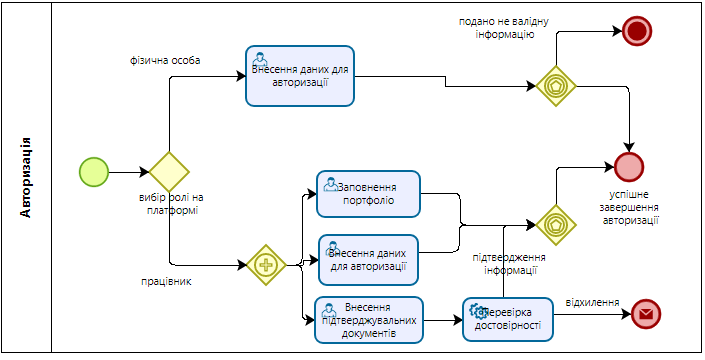 Авторизація
подано не валідну
інформацію
фізична особа
Внесення даних для
авторизації
вибір ролі на
платформі
Заповнення
портфоліо
успішне
завершення
авторизації
Внесення даних
для авторизації
підтвердження
інформації
працівник
Внесення
підтверджувальних
документів
Перевірка
достовірності
відхилення